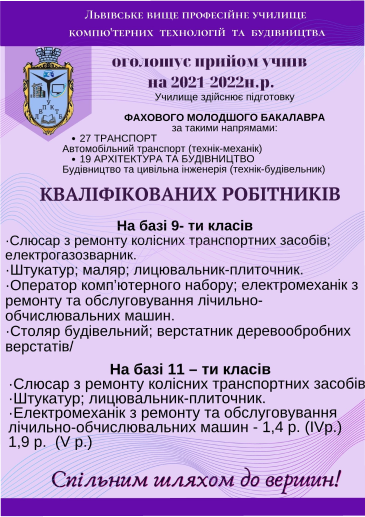 Львівське вище професійне училище
комп'ютерних технологій та будівництва
оголошує прийом учнів
на 2021-2022н.р.
Училище здійснює підготовку
ФАХОВОГО МОЛОДШОГО БАКАЛАВРА
за такими напрямами:
• 27 ТРАНСПОРТ
Автомобільний транспорт (технік-механік)
• 19 АРХІТЕКТУРА ТА БУДІВНИЦТВО
Будівництво та цивільна інженерія (технік-будівельник)
КВАЛІФІКОВАНИХ РОБІТНИКІВ
На базі 9- ти класів
·Слюсар з ремонту колісних транспортних засобів;
електрогазозварник.
·Штукатур; маляр; лицювальник-плиточник.
·Оператор комп'ютерного набору; електромеханік з
ремонту та обслуговування лічильно-
обчислювальних машин.
·Столяр будівельний; верстатник деревообробних
верстатів/
На базі 11 – ти класів
·Слюсар з ремонту колісних транспортних засобів
·Штукатур; лицювальник-плиточник.
·Електромеханік з ремонту та обслуговування
лічильно-обчислювальних машин - 1,4 р. (IVр.)
1,9 р. (V р.)
Спільним шляхом до вершин!